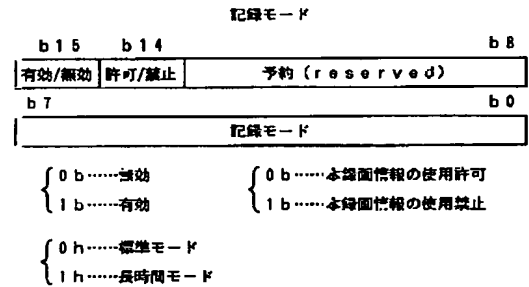 記録モード
b15 b14 b8
有効/無効 許可/禁止 予約(reserved)
b7 b0
記録モード
0b……無効 0b……本録画情報の使用許可
1b……有効 1b……本録画情報の使用禁止
0h……標準モード
1h……長時間モード